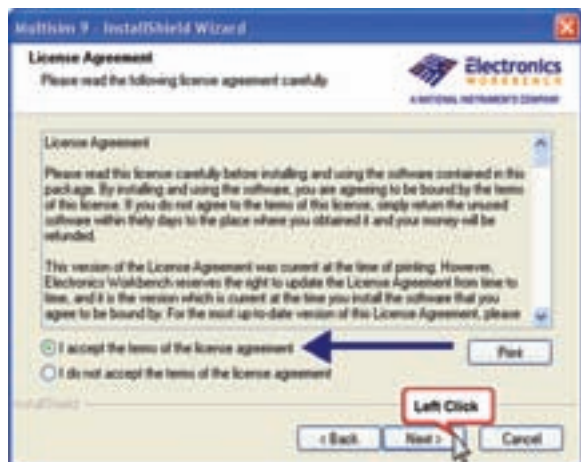 Multisim 9 - InstallShield Wizard
License Agreement
Please read the following license agreement carefully.
Electronics
WORKBENCH
A NATIONAL INSTRUMENTS COMPANY
License Agreement
Please read this license carefully before installing and using the software contained in this
package. By installing and using the software, you are agreeing to be bound by the terms
of this license. If you do not agree to the terms of this license, simply return the unused
software within thirty days to the place where you obtained it and your money will be
refunded.
This version of the License Agreement was current at the time of printing. However,
Electronics Workbench reserves the right to update the License Agreement from time to
time, and it is the version which is current at the time you install the software that you
agree to be bound by. For the most up-to-date version of this License Agreement, please
I accept the terms of the license agreement
Print
I do not accept the terms of the license agreement
InstallShield
Left Click
< Back
Next >
Cancel